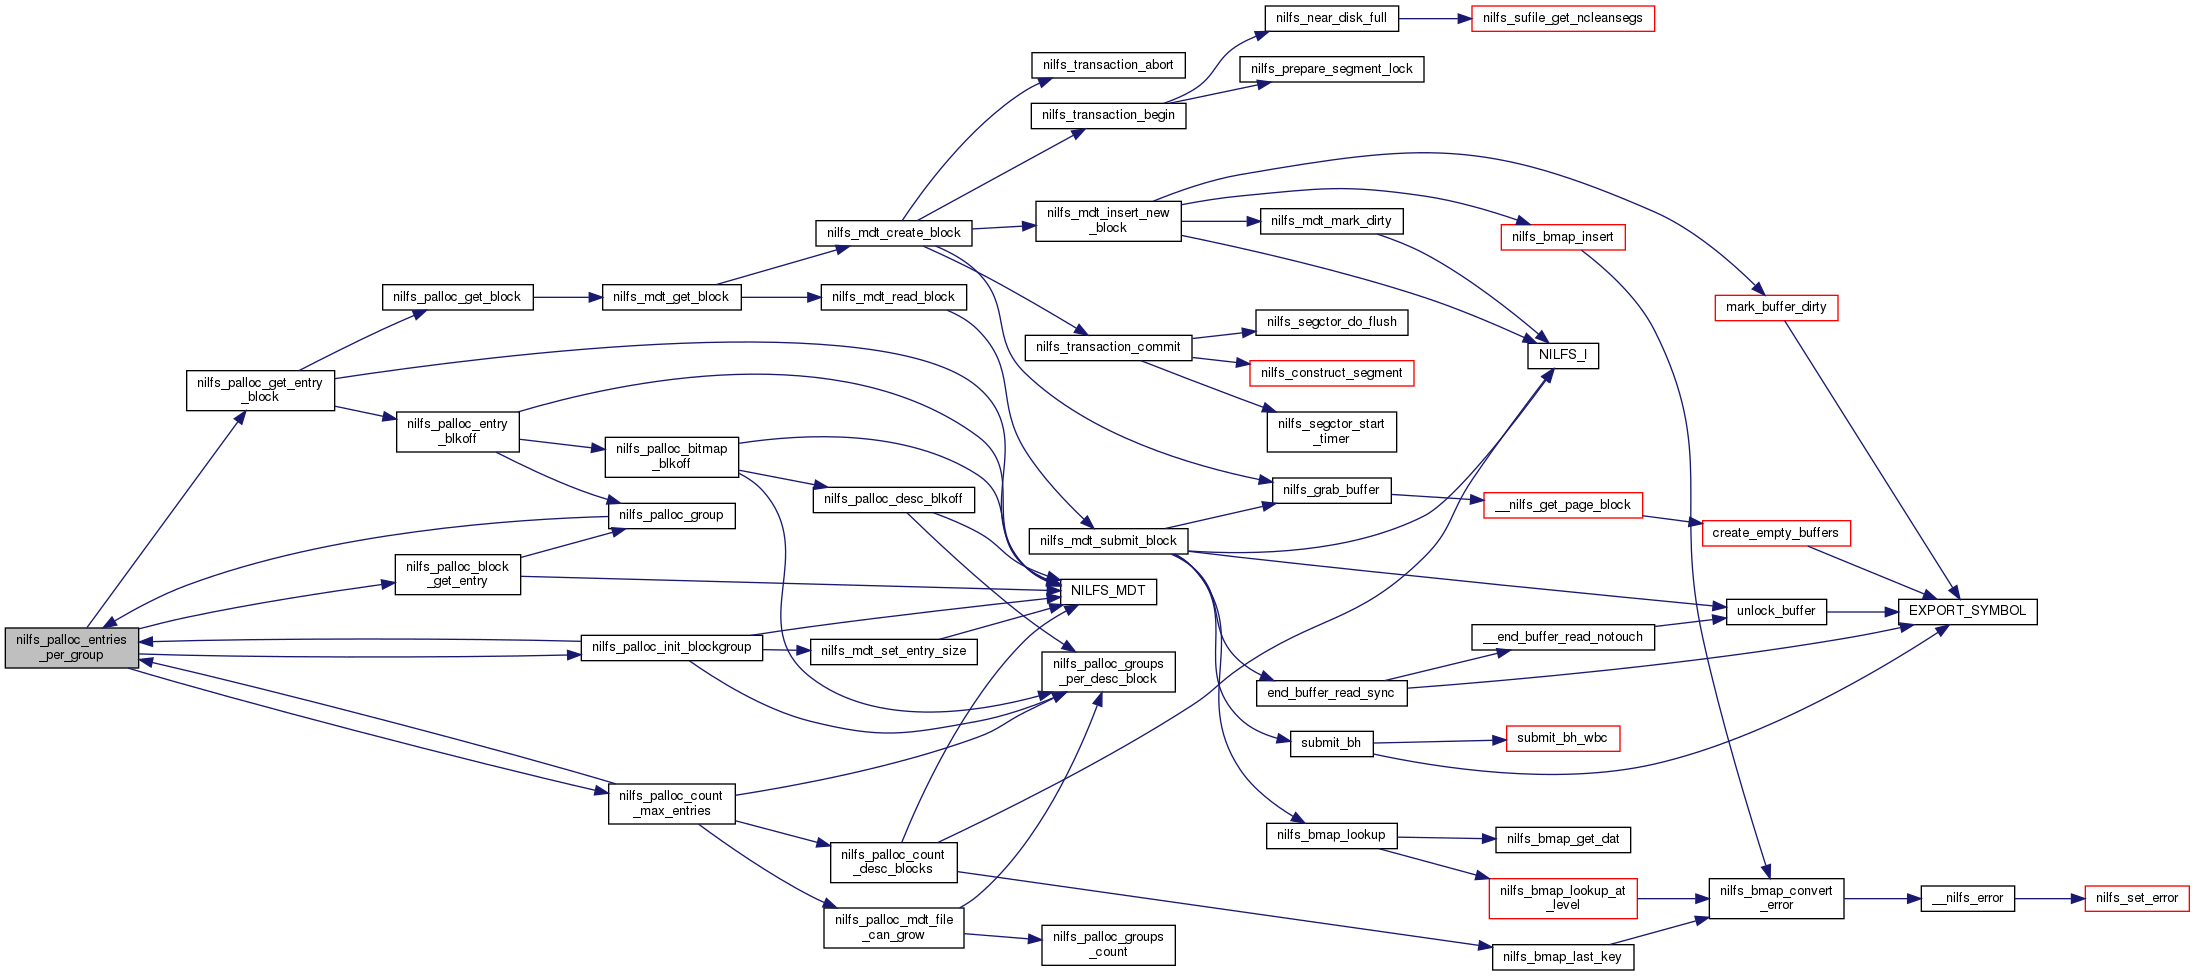 nilfs_near_disk_full
nilfs_sufile_get_ncleansegs
nilfs_transaction_abort
nilfs_prepare_segment_lock
nilfs_transaction_begin
nilfs_mdt_insert_new
_block
nilfs_mdt_mark_dirty
nilfs_mdt_create_block
nilfs_bmap_insert
nilfs_palloc_get_block
nilfs_mdt_get_block
nilfs_mdt_read_block
mark_buffer_dirty
nilfs_segctor_do_flush
nilfs_transaction_commit
NILFS_I
nilfs_construct_segment
nilfs_palloc_get_entry
_block
nilfs_palloc_entry
_blkoff
nilfs_segctor_start
_timer
nilfs_palloc_bitmap
_blkoff
nilfs_palloc_desc_blkoff
nilfs_grab_buffer
__nilfs_get_page_block
nilfs_palloc_group
create_empty_buffers
nilfs_mdt_submit_block
nilfs_palloc_block
_get_entry
NILFS_MDT
unlock_buffer
EXPORT_SYMBOL
nilfs_palloc_entries
_per_group
nilfs_palloc_init_blockgroup
nilfs_mdt_set_entry_size
__end_buffer_read_notouch
nilfs_palloc_groups
_per_desc_block
end_buffer_read_sync
submit_bh
submit_bh_wbc
nilfs_palloc_count
_max_entries
nilfs_bmap_lookup
nilfs_bmap_get_dat
nilfs_palloc_count
_desc_blocks
nilfs_bmap_lookup_at
_level
nilfs_bmap_convert
_error
__nilfs_error
nilfs_set_error
nilfs_palloc_mdt_file
_can_grow
nilfs_palloc_groups
_count
nilfs_bmap_last_key